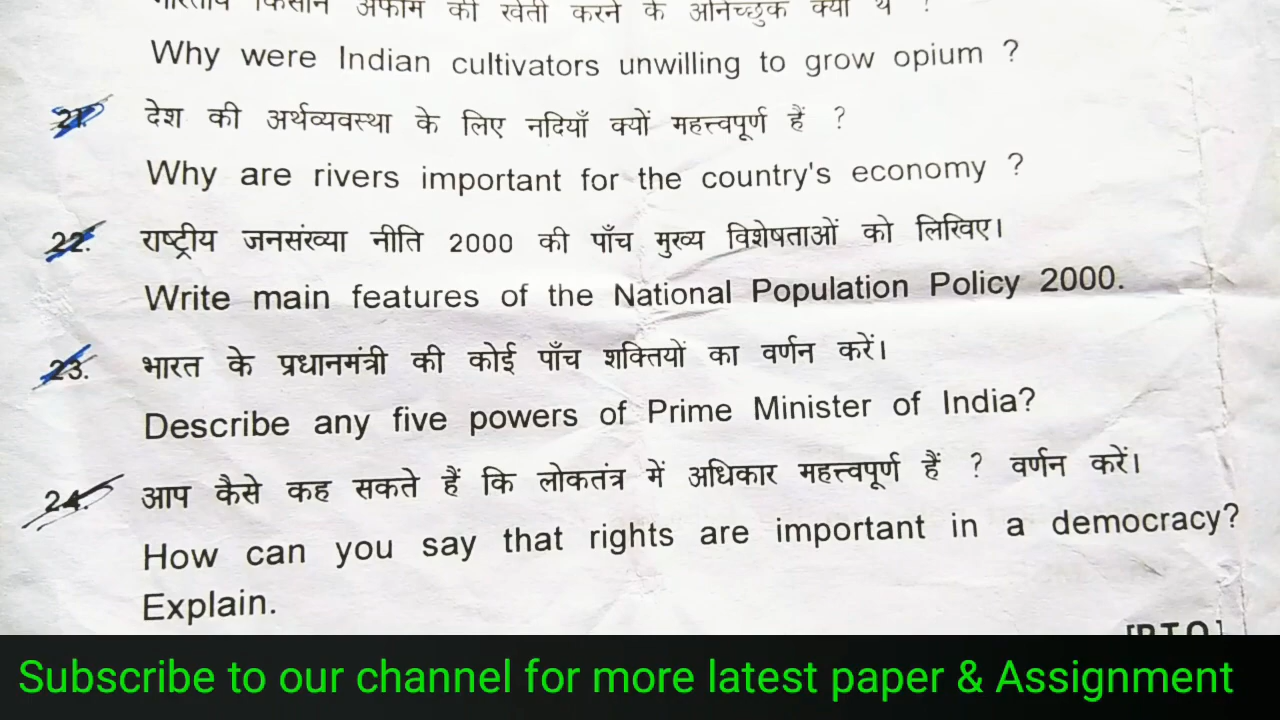 भारतीय किसान अफीम की खेती करने के अनिच्छुक क्यों थे ?
Why were Indian cultivators unwilling to grow opium ?
21. देश की अर्थव्यवस्था के लिए नदियाँ क्यों महत्त्वपूर्ण हैं ?
Why are rivers important for the country's economy ?
22. राष्ट्रीय जनसंख्या नीति 2000 की पाँच मुख्य विशेषताओं को लिखिए।
Write main features of the National Population Policy 2000.
23. भारत के प्रधानमंत्री की कोई पाँच शक्तियों का वर्णन करें।
Describe any five powers of Prime Minister of India?
24. आप कैसे कह सकते हैं कि लोकतंत्र में अधिकार महत्त्वपूर्ण हैं ? वर्णन करें।
How can you say that rights are important in a democracy?
Explain.
[P.T.O]
Subscribe to our channel for more latest paper & Assignment